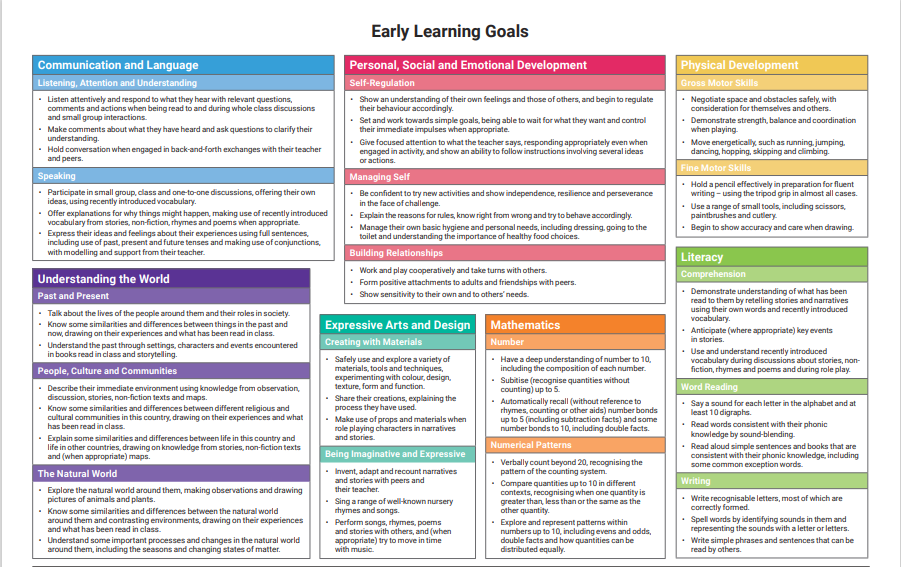 Early Learning Goals
Communication and Language
Listening, Attention and Understanding
• Listen attentively and respond to what they hear with relevant questions,
comments and actions when being read to and during whole class discussions
and small group interactions.
• Make comments about what they have heard and ask questions to clarify their
understanding.
• Hold conversation when engaged in back-and-forth exchanges with their teacher
and peers.
Speaking
• Participate in small group, class and one-to-one discussions, offering their own
ideas, using recently introduced vocabulary.
• Offer explanations for why things might happen, making use of recently introduced
vocabulary from stories, non-fiction, rhymes and poems when appropriate.
• Express their ideas and feelings about their experiences using full sentences,
including use of past, present and future tenses and making use of conjunctions,
with modelling and support from their teacher.
Personal, Social and Emotional Development
Self-Regulation
• Show an understanding of their own feelings and those of others, and begin to regulate
their behaviour accordingly.
• Set and work towards simple goals, being able to wait for what they want and control
their immediate impulses when appropriate.
• Give focused attention to what the teacher says, responding appropriately even when
engaged in activity, and show an ability to follow instructions involving several ideas
or actions.
Managing Self
• Be confident to try new activities and show independence, resilience and perseverance
in the face of challenge.
• Explain the reasons for rules, know right from wrong and try to behave accordingly.
• Manage their own basic hygiene and personal needs, including dressing, going to the
toilet and understanding the importance of healthy food choices.
Building Relationships
• Work and play cooperatively and take turns with others.
• Form positive attachments to adults and friendships with peers.
• Show sensitivity to their own and to others' needs.
Physical Development
Gross Motor Skills
• Negotiate space and obstacles safely, with
consideration for themselves and others.
• Demonstrate strength, balance and coordination
when playing.
• Move energetically, such as running, jumping,
dancing, hopping, skipping and climbing.
Fine Motor Skills
• Hold a pencil effectively in preparation for fluent
writing – using the tripod grip in almost all cases.
• Use a range of small tools, including scissors,
paintbrushes and cutlery.
• Begin to show accuracy and care when drawing.
Understanding the World
Past and Present
• Talk about the lives of the people around them and their roles in society.
• Know some similarities and differences between things in the past and
now, drawing on their experiences and what has been read in class.
• Understand the past through settings, characters and events encountered
in books read in class and storytelling.
People, Culture and Communities
• Describe their immediate environment using knowledge from observation,
discussion, stories, non-fiction texts and maps.
• Know some similarities and differences between different religious and
cultural communities in this country, drawing on their experiences and what
has been read in class.
• Explain some similarities and differences between life in this country and
life in other countries, drawing on knowledge from stories, non-fiction texts
and (when appropriate) maps.
The Natural World
• Explore the natural world around them, making observations and drawing
pictures of animals and plants.
• Know some similarities and differences between the natural world
around them and contrasting environments, drawing on their experiences
and what has been read in class.
• Understand some important processes and changes in the natural world
around them, including the seasons and changing states of matter.
Expressive Arts and Design
Creating with Materials
• Safely use and explore a variety of
materials, tools and techniques,
experimenting with colour, design,
texture, form and function.
• Share their creations, explaining the
process they have used.
• Make use of props and materials when
role playing characters in narratives
and stories.
Being Imaginative and Expressive
• Invent, adapt and recount narratives
and stories with peers and
their teacher.
• Sing a range of well-known nursery
rhymes and songs.
• Perform songs, rhymes, poems
and stories with others, and (when
appropriate) try to move in time
with music.
Mathematics
Number
• Have a deep understanding of number to 10,
including the composition of each number.
• Subitise (recognise quantities without
counting) up to 5.
• Automatically recall (without reference to
rhymes, counting or other aids) number bonds
up to 5 (including subtraction facts) and some
number bonds to 10, including double facts.
Numerical Patterns
• Verbally count beyond 20, recognising the
pattern of the counting system.
• Compare quantities up to 10 in different
contexts, recognising when one quantity is
greater than, less than or the same as the
other quantity.
• Explore and represent patterns within
numbers up to 10, including evens and odds,
double facts and how quantities can be
distributed equally.
Literacy
Comprehension
• Demonstrate understanding of what has been
read to them by retelling stories and narratives
using their own words and recently introduced
vocabulary.
• Anticipate (where appropriate) key events
in stories.
• Use and understand recently introduced
vocabulary during discussions about stories, non-
fiction, rhymes and poems and during role play.
Word Reading
• Say a sound for each letter in the alphabet and at
least 10 digraphs.
• Read words consistent with their phonic
knowledge by sound-blending.
• Read aloud simple sentences and books that are
consistent with their phonic knowledge, including
some common exception words.
Writing
• Write recognisable letters, most of which are
correctly formed.
• Spell words by identifying sounds in them and
representing the sounds with a letter or letters.
• Write simple phrases and sentences that can be
read by others.